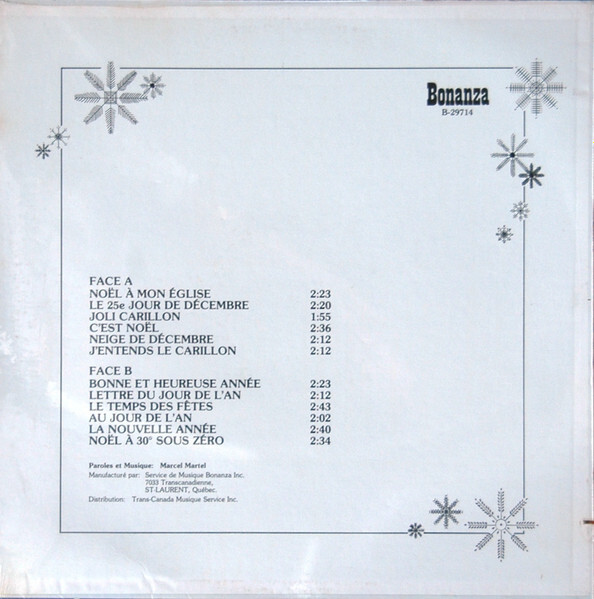 Bonanza
B-29714
FACE A
NOËL À MON ÉGLISE 2:23
LE 25e JOUR DE DÉCEMBRE 2:20
JOLI CARILLON 1:55
C'EST NOËL 2:36
NEIGE DE DÉCEMBRE 2:12
J'ENTENDS LE CARILLON 2:12
FACE B
BONNE ET HEUREUSE ANNÉE 2:23
LETTRE DU JOUR DE L'AN 2:12
LE TEMPS DES FÊTES 2:43
AU JOUR DE L'AN 2:02
LA NOUVELLE ANNÉE 2:40
NOËL À 30° SOUS ZÉRO 2:34
Paroles et Musique: Marcel Martel
Manufacturé par: Service de Musique Bonanza Inc.
7033 Transcanadienne,
ST-LAURENT, Québec.
Distribution: Trans-Canada Musique Service Inc.